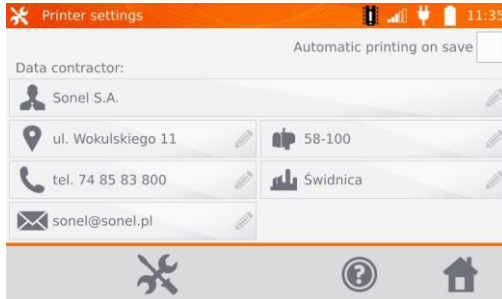 Printer settings
11:35
Automatic printing on save
Data contractor:
Sonel S.A.
ul. Wokulskiego 11
58-100
tel. 74 85 83 800
Świdnica
sonel@sonel.pl